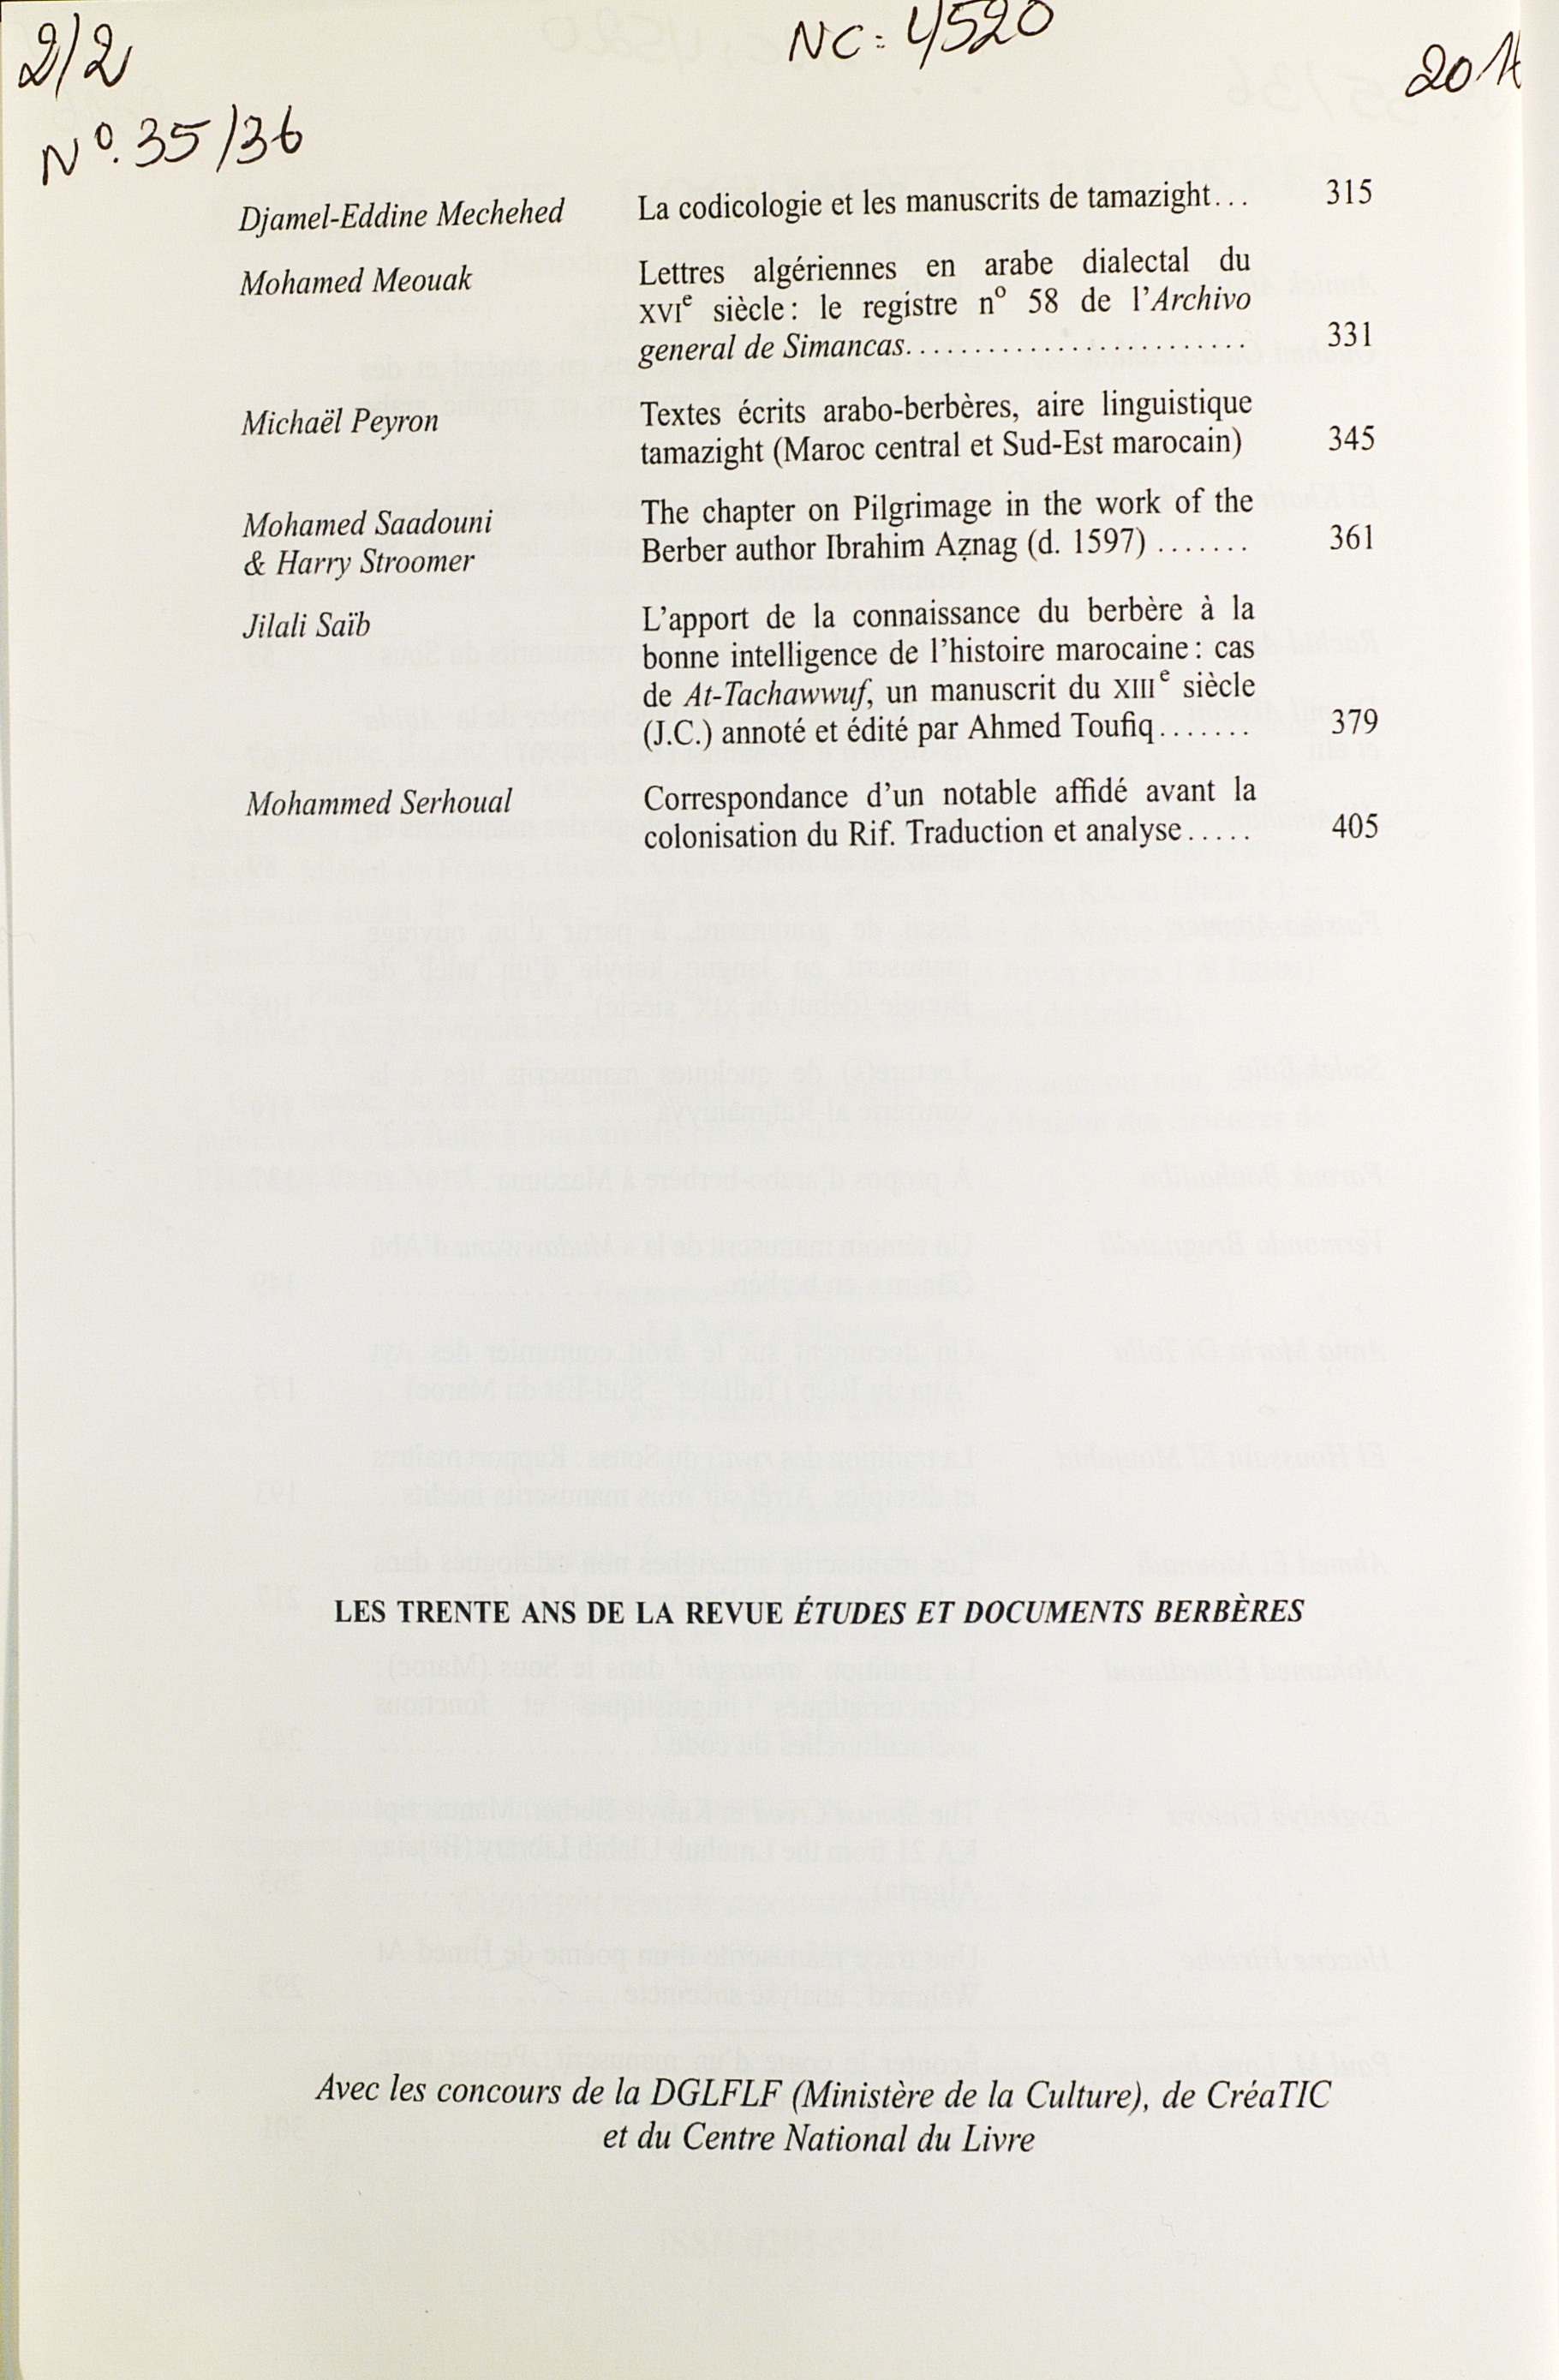 2/2
NC: 4520
N°. 35/36
Djamel-Eddine Mechehed La codicologie et les manuscrits de tamazight... 315
Mohamed Meouak Lettres algériennes en arabe dialectal du
XVIe siècle : le registre nº 58 de l'Archivo
general de Simancas......................... 331
Michaël Peyron Textes écrits arabo-berbères, aire linguistique
tamazight (Maroc central et Sud-Est marocain) 345
Mohamed Saadouni The chapter on Pilgrimage in the work of the
& Harry Stroomer Berber author Ibrahim Aẓnag (d. 1597) ....... 361
Jilali Saïb L'apport de la connaissance du berbère à la
bonne intelligence de l'histoire marocaine : cas
de At-Tachawwuf, un manuscrit du XIIIe siècle
(J.C.) annoté et édité par Ahmed Toufiq....... 379
Mohammed Serhoual Correspondance d'un notable affidé avant la
colonisation du Rif. Traduction et analyse..... 405
LES TRENTE ANS DE LA REVUE ÉTUDES ET DOCUMENTS BERBÈRES
Avec les concours de la DGLFLF (Ministère de la Culture), de CréaTIC
et du Centre National du Livre